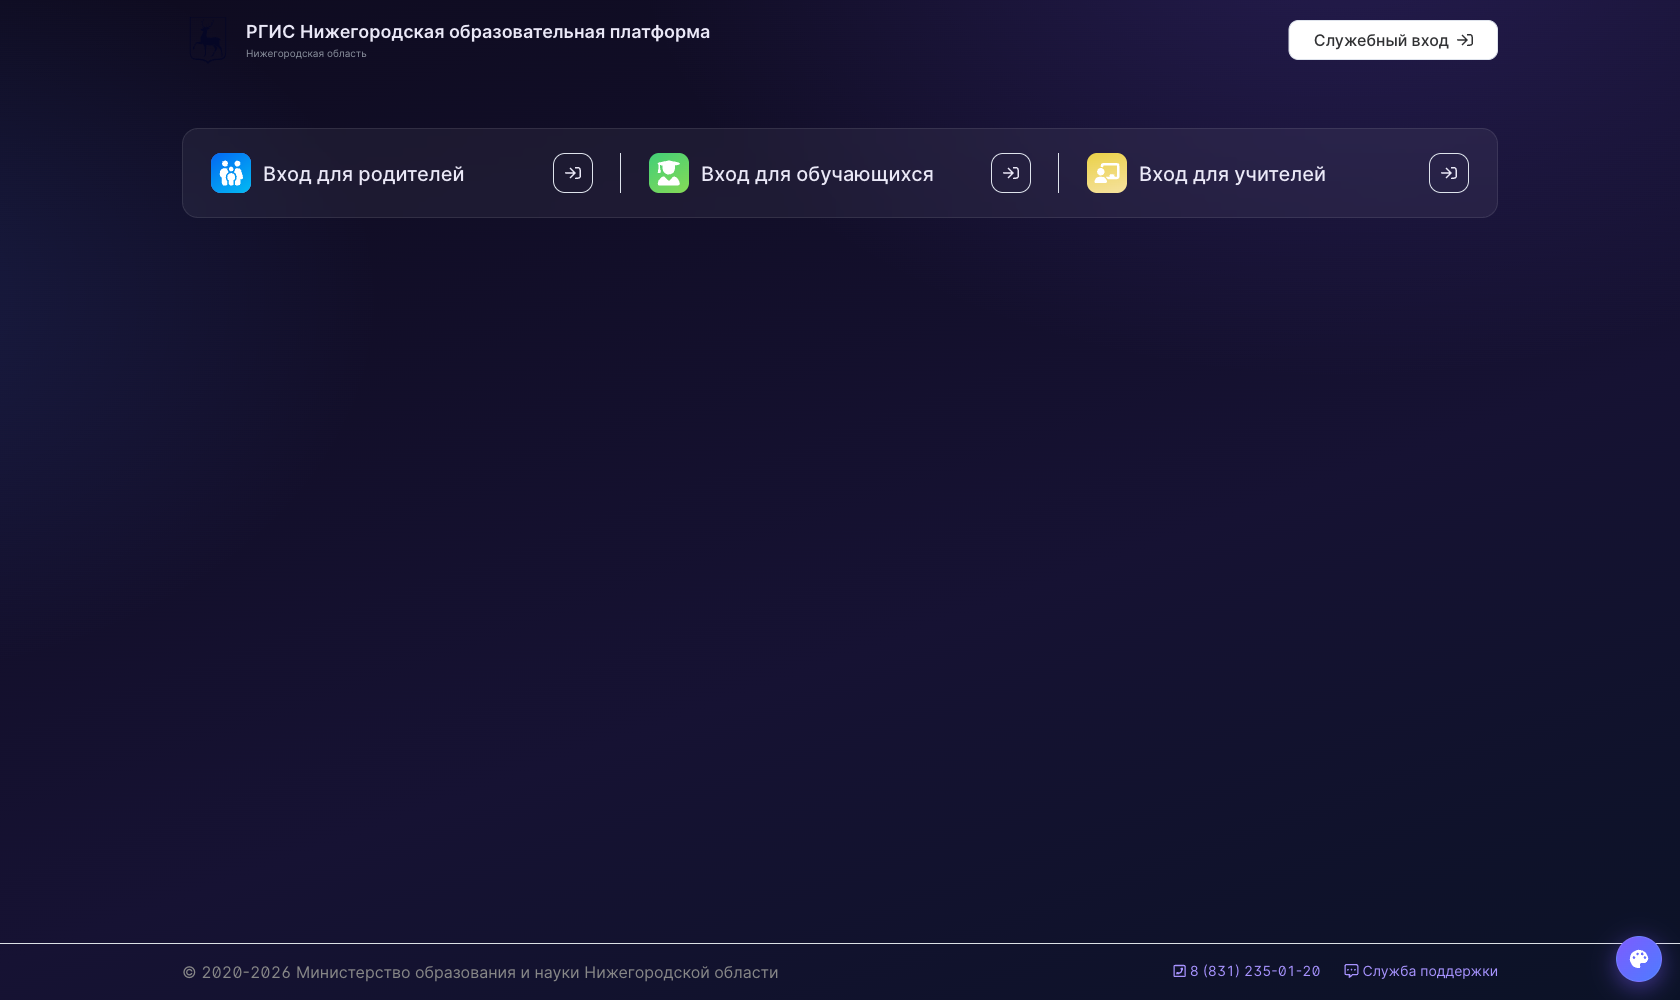 РГИС Нижегородская образовательная платформа
Нижегородская область
Служебный вход
Вход для родителей
Вход для обучающихся
Вход для учителей
© 2020-2026 Министерство образования и науки Нижегородской области
8 (831) 235-01-20
Служба поддержки